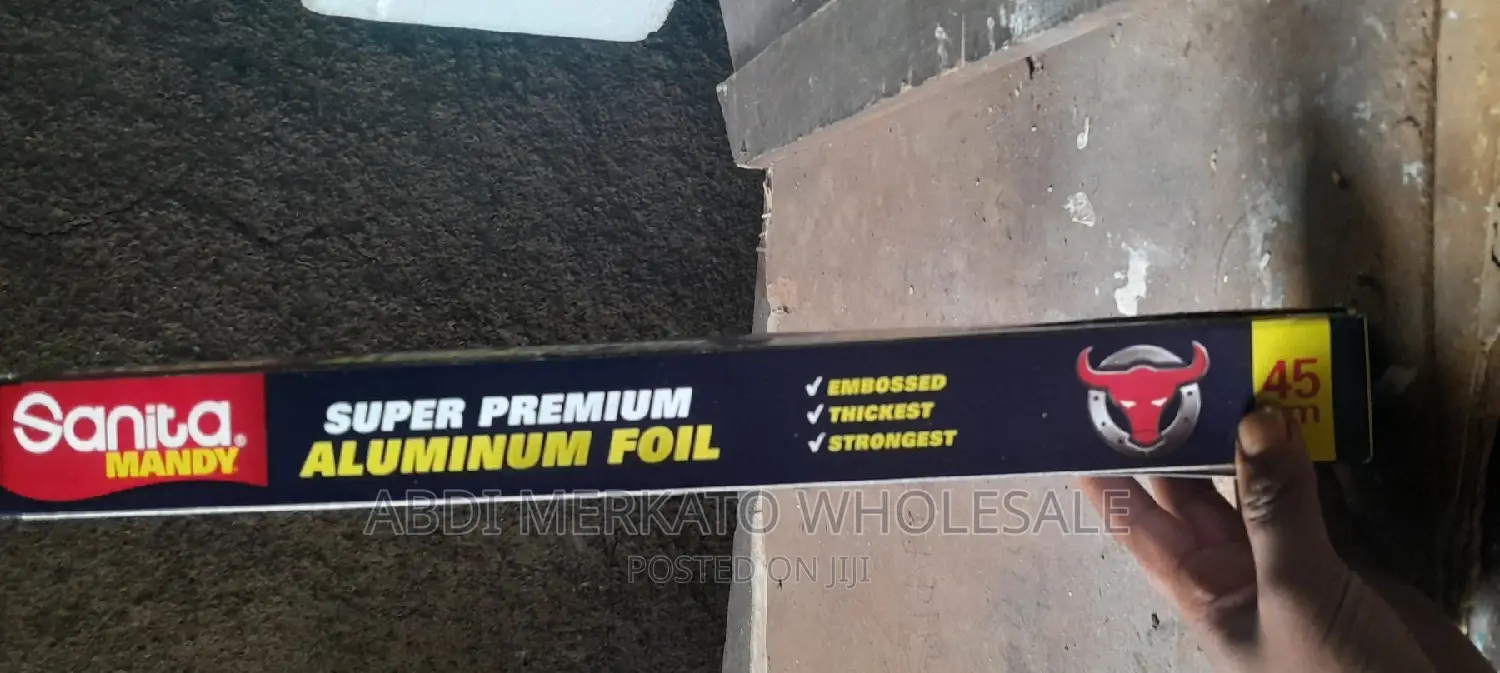 Sanita®
MANDY
SUPER PREMIUM
ALUMINUM FOIL
✓ EMBOSSED
✓ THICKEST
✓ STRONGEST
45
ABDI MERKATO WHOLESALE
POSTED ON JIJI